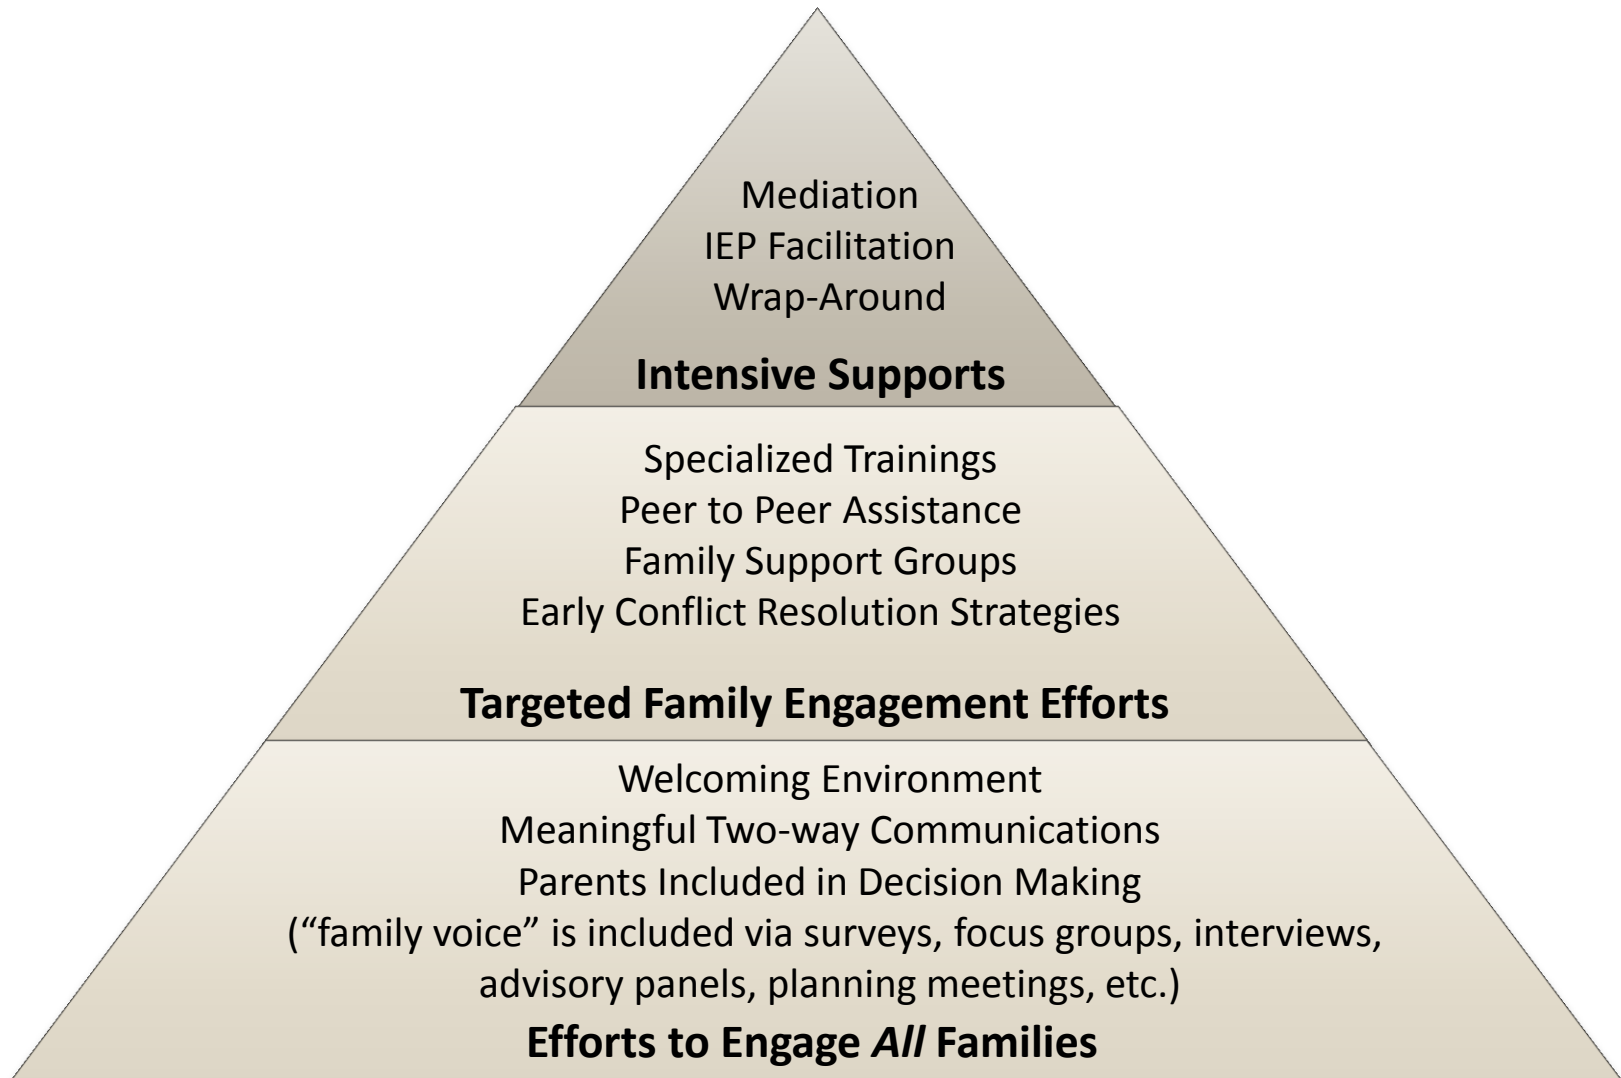 Mediation
IEP Facilitation
Wrap-Around
Intensive Supports
Specialized Trainings
Peer to Peer Assistance
Family Support Groups
Early Conflict Resolution Strategies
Targeted Family Engagement Efforts
Welcoming Environment
Meaningful Two-way Communications
Parents Included in Decision Making
(“family voice” is included via surveys, focus groups, interviews,
advisory panels, planning meetings, etc.)
Efforts to Engage All Families